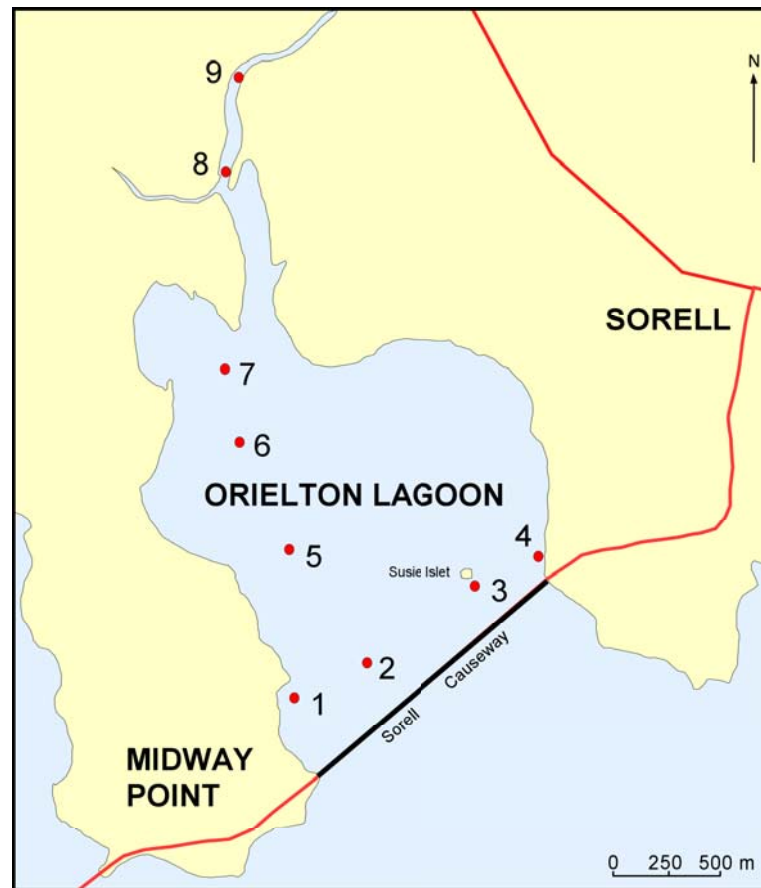 9
N
8
SORELL
7
6
ORIELTON LAGOON
4
5
Susie Islet
3
2
Causeway
1
Sorell
MIDWAY
POINT
0 250 500 m